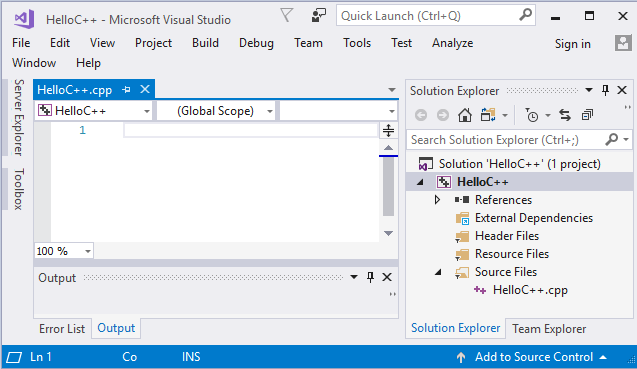 HelloC++ - Microsoft Visual Studio
Quick Launch (Ctrl+Q)
File Edit View Project Build Debug Team Tools Test Analyze
Sign in
Window Help
Server Explorer
Toolbox
HelloC++.cpp
HelloC++
(Global Scope)
1
100 %
Output
Error List Output
Solution Explorer
Search Solution Explorer (Ctrl+;)
Solution 'HelloC++' (1 project)
HelloC++
References
External Dependencies
Header Files
Resource Files
Source Files
HelloC++.cpp
Solution Explorer Team Explorer
Ln 1 Co INS Add to Source Control